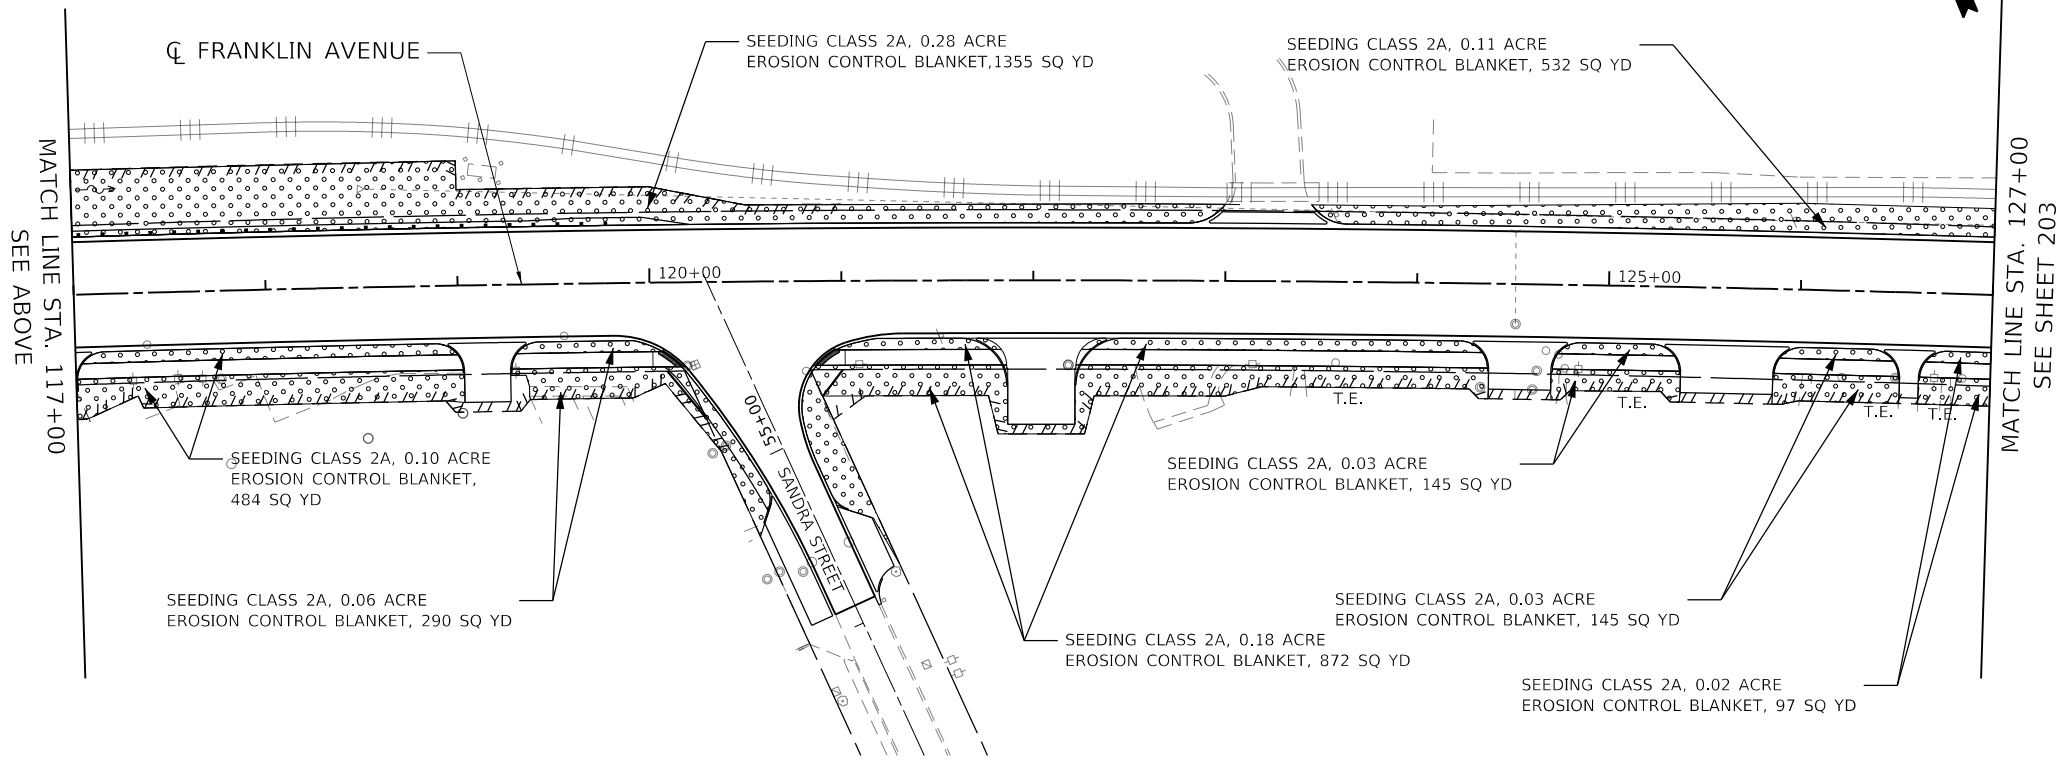 ℄ FRANKLIN AVENUE
SEEDING CLASS 2A, 0.28 ACRE
EROSION CONTROL BLANKET,1355 SQ YD
SEEDING CLASS 2A, 0.11 ACRE
EROSION CONTROL BLANKET, 532 SQ YD
MATCH LINE STA. 117+00
SEE ABOVE
MATCH LINE STA. 127+00
SEE SHEET 203
120+00
125+00
T.E.
T.E.
T.E.
T.E.
155+00
SANDRA STREET
SEEDING CLASS 2A, 0.10 ACRE
EROSION CONTROL BLANKET,
484 SQ YD
SEEDING CLASS 2A, 0.03 ACRE
EROSION CONTROL BLANKET, 145 SQ YD
SEEDING CLASS 2A, 0.06 ACRE
EROSION CONTROL BLANKET, 290 SQ YD
SEEDING CLASS 2A, 0.03 ACRE
EROSION CONTROL BLANKET, 145 SQ YD
SEEDING CLASS 2A, 0.18 ACRE
EROSION CONTROL BLANKET, 872 SQ YD
SEEDING CLASS 2A, 0.02 ACRE
EROSION CONTROL BLANKET, 97 SQ YD